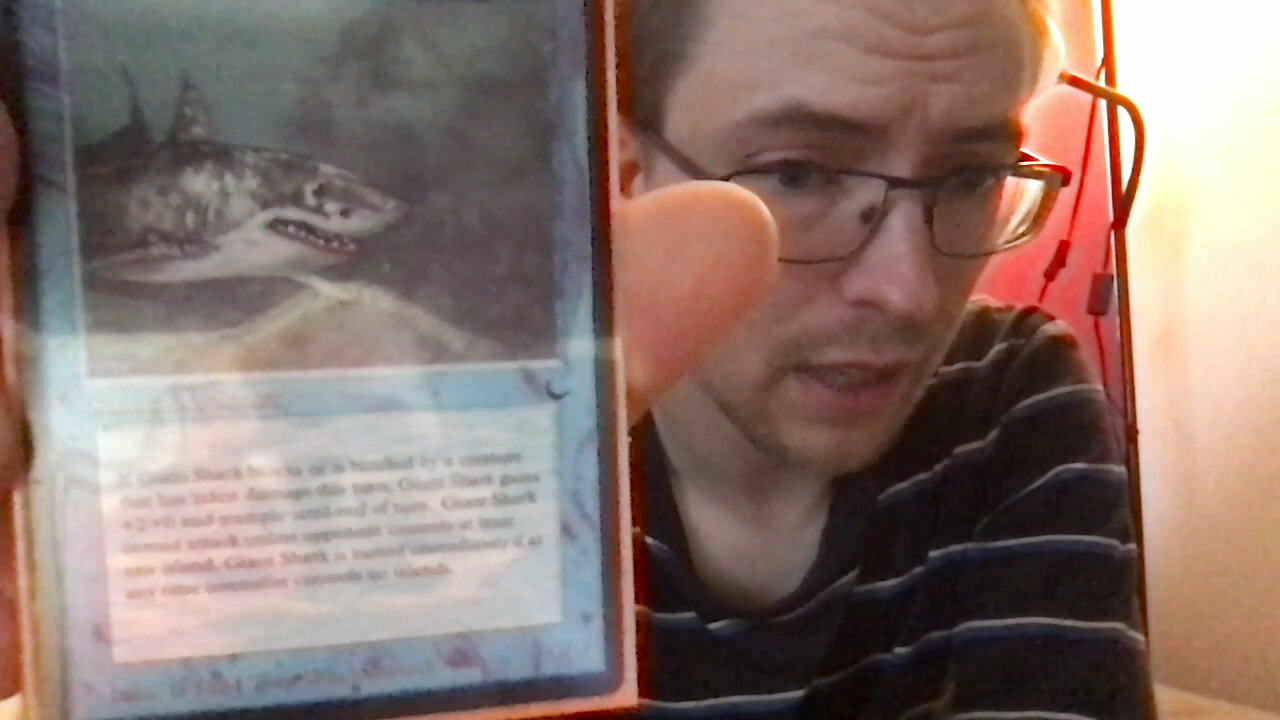 If Giant Shark blocks or is blocked by a creature
that has taken damage this turn, Giant Shark gains
+2/+0 and trample until end of turn. Giant Shark
cannot attack unless opponent controls at least
one island. Giant Shark is buried immediately if at
any time controller controls no islands.